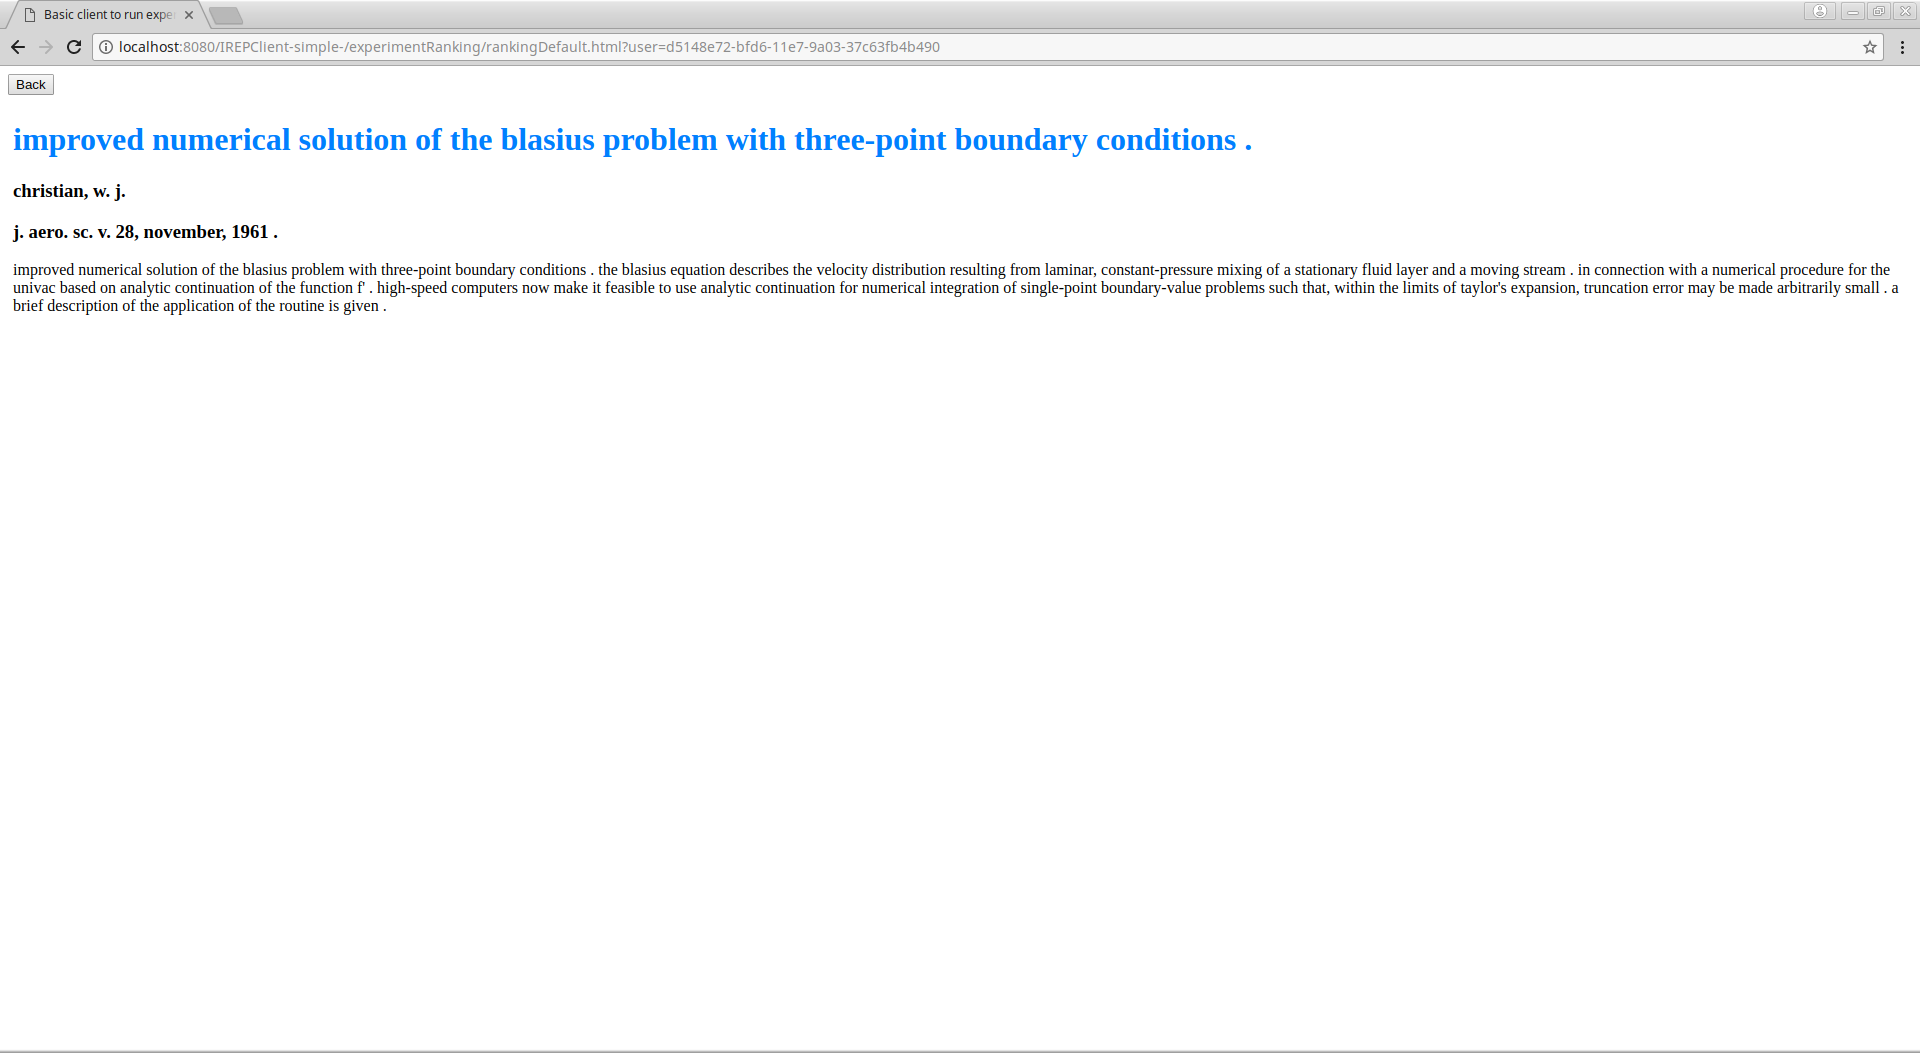 Basic client to run expe
localhost:8080/IREPClient-simple-/experimentRanking/rankingDefault.html?user=d5148e72-bfd6-11e7-9a03-37c63fb4b490
Back
improved numerical solution of the blasius problem with three-point boundary conditions .
christian, w. j.
j. aero. sc. v. 28, november, 1961 .
improved numerical solution of the blasius problem with three-point boundary conditions . the blasius equation describes the velocity distribution resulting from laminar, constant-pressure mixing of a stationary fluid layer and a moving stream . in connection with a numerical procedure for the
univac based on analytic continuation of the function f' . high-speed computers now make it feasible to use analytic continuation for numerical integration of single-point boundary-value problems such that, within the limits of taylor's expansion, truncation error may be made arbitrarily small . a
brief description of the application of the routine is given .